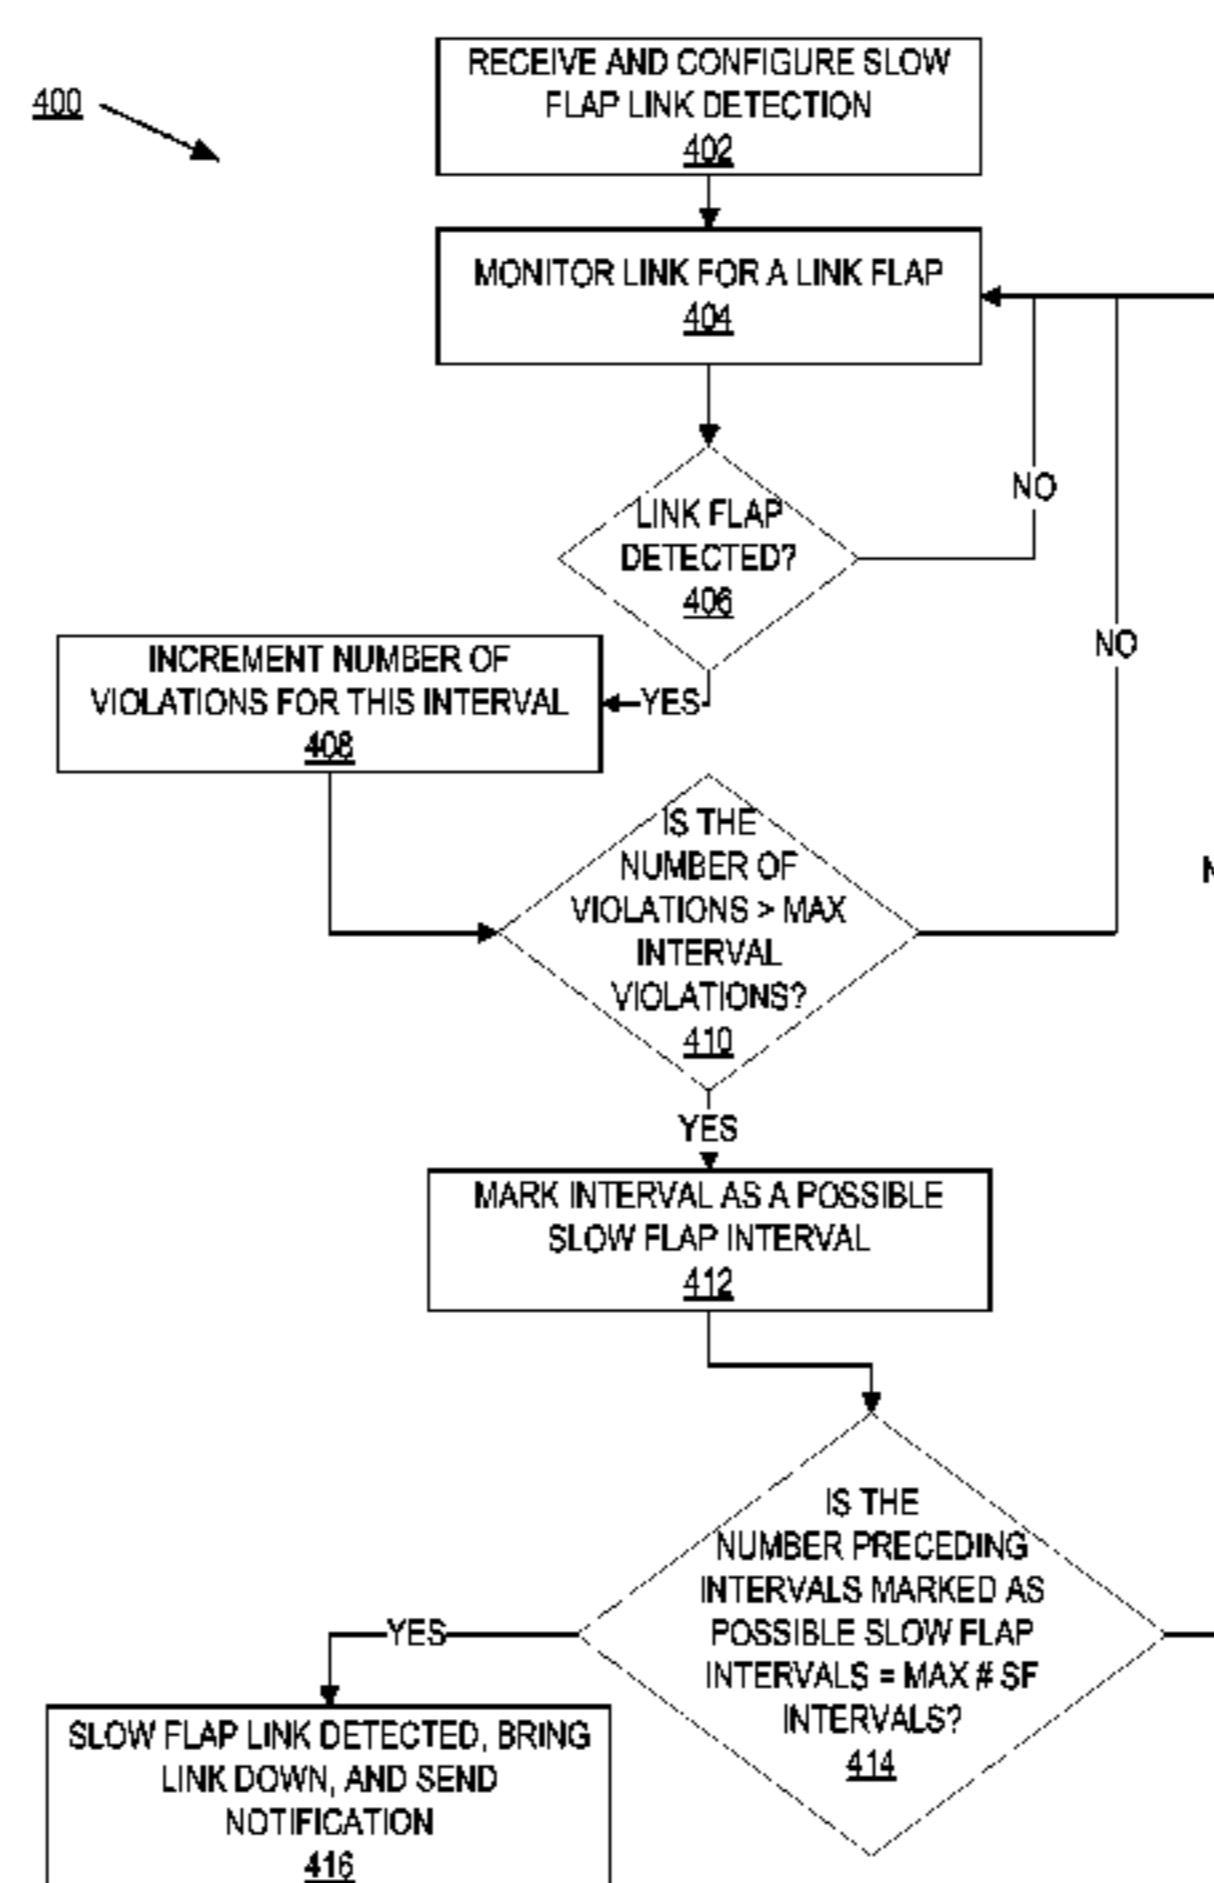 400
RECEIVE AND CONFIGURE SLOW
FLAP LINK DETECTION
402
MONITOR LINK FOR A LINK FLAP
404
NO
LINK FLAP
DETECTED?
406
NO
INCREMENT NUMBER OF
VIOLATIONS FOR THIS INTERVAL
408
YES
IS THE
NUMBER OF
VIOLATIONS > MAX
INTERVAL
VIOLATIONS?
410
YES
MARK INTERVAL AS A POSSIBLE
SLOW FLAP INTERVAL
412
IS THE
NUMBER PRECEDING
INTERVALS MARKED AS
POSSIBLE SLOW FLAP
INTERVALS = MAX # SF
INTERVALS?
414
YES
SLOW FLAP LINK DETECTED, BRING
LINK DOWN, AND SEND
NOTIFICATION
416